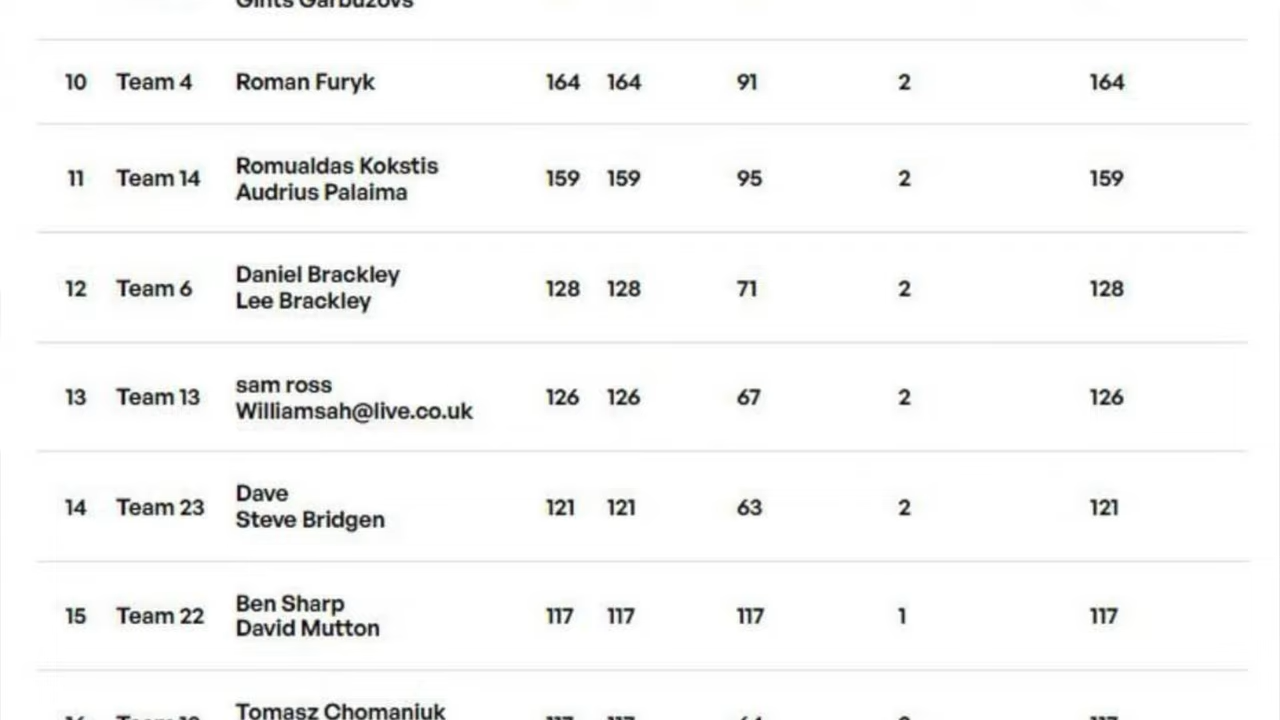 Gints Garbuzovs
10 Team 4 Roman Furyk 164 164 91 2 164
Romualdas Kokstis
11 Team 14 159 159 95 2 159
Audrius Palaima
Daniel Brackley
12 Team 6 128 128 71 2 128
Lee Brackley
sam ross
13 Team 13 126 126 67 2 126
Williamsah@live.co.uk
Dave
14 Team 23 121 121 63 2 121
Steve Bridgen
Ben Sharp
15 Team 22 117 117 117 1 117
David Mutton
Tomasz Chomaniuk
117 117 117